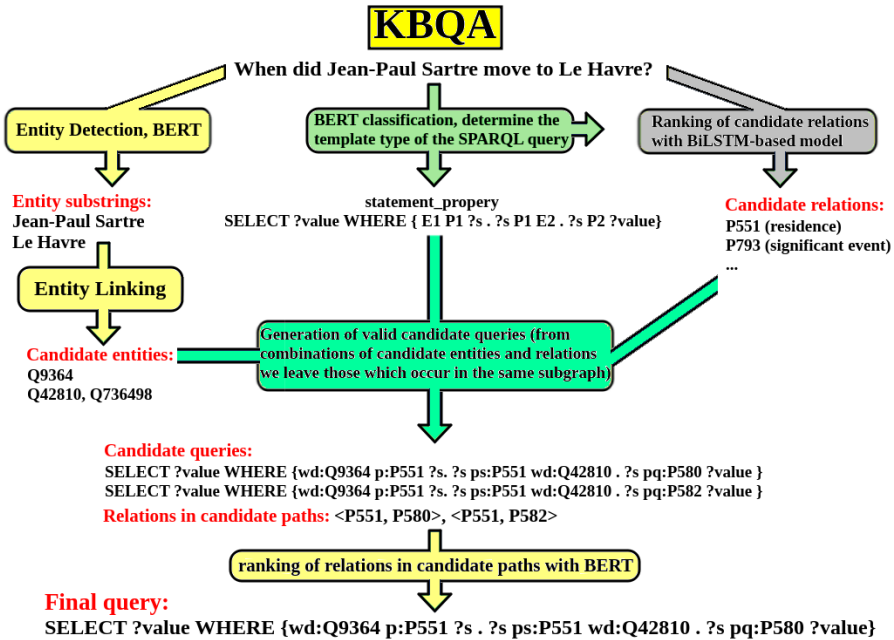 KBQA
When did Jean-Paul Sartre move to Le Havre?
Entity Detection, BERT
BERT classification, determine the
template type of the SPARQL query
Ranking of candidate relations
with BiLSTM-based model
Entity substrings:
Jean-Paul Sartre
Le Havre
statement_propery
SELECT ?value WHERE { E1 P1 ?s . ?s P1 E2 . ?s P2 ?value}
Candidate relations:
P551 (residence)
P793 (significant event)
...
Entity Linking
Candidate entities:
Q9364
Q42810, Q736498
Generation of valid candidate queries (from
combinations of candidate entities and relations
we leave those which occur in the same subgraph)
Candidate queries:
SELECT ?value WHERE {wd:Q9364 p:P551 ?s. ?s ps:P551 wd:Q42810 . ?s pq:P580 ?value }
SELECT ?value WHERE {wd:Q9364 p:P551 ?s. ?s ps:P551 wd:Q42810 . ?s pq:P582 ?value }
Relations in candidate paths: <P551, P580>, <P551, P582>
ranking of relations in candidate paths with BERT
Final query:
SELECT ?value WHERE {wd:Q9364 p:P551 ?s . ?s ps:P551 wd:Q42810 . ?s pq:P580 ?value}